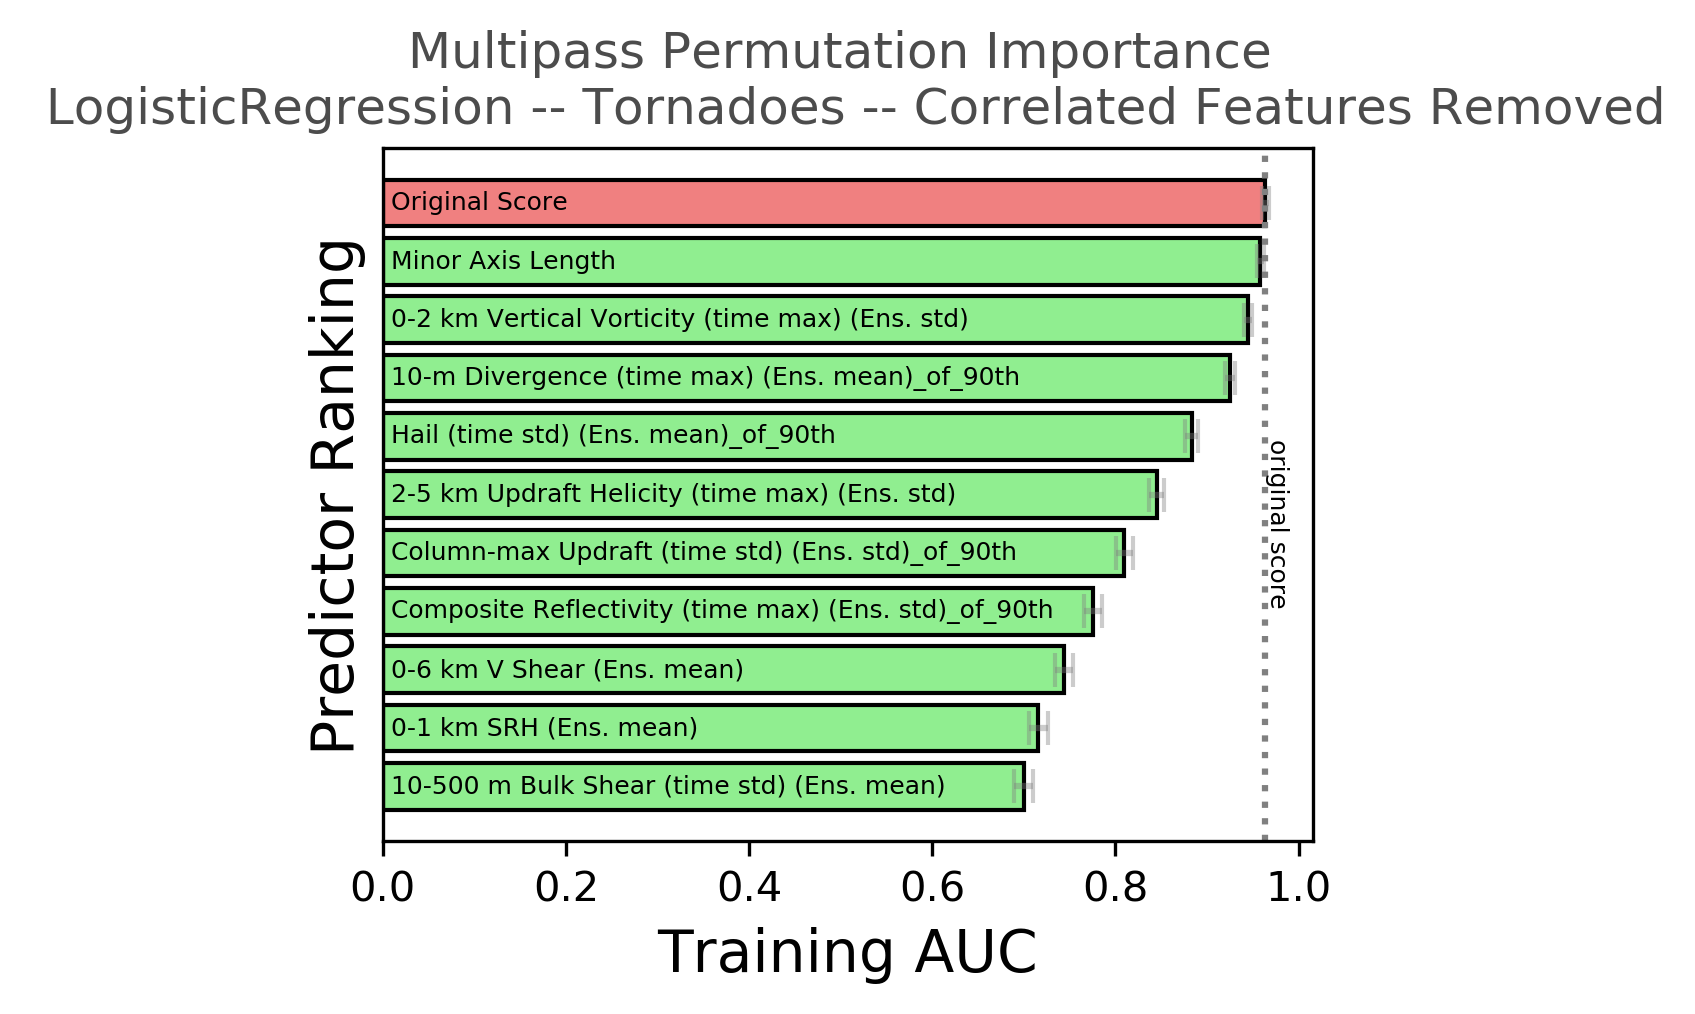 Multipass Permutation Importance
LogisticRegression -- Tornadoes -- Correlated Features Removed
Predictor Ranking
Original Score
Minor Axis Length
0-2 km Vertical Vorticity (time max) (Ens. std)
10-m Divergence (time max) (Ens. mean)_of_90th
Hail (time std) (Ens. mean)_of_90th
2-5 km Updraft Helicity (time max) (Ens. std)
Column-max Updraft (time std) (Ens. std)_of_90th
Composite Reflectivity (time max) (Ens. std)_of_90th
0-6 km V Shear (Ens. mean)
0-1 km SRH (Ens. mean)
10-500 m Bulk Shear (time std) (Ens. mean)
original score
0.0 0.2 0.4 0.6 0.8 1.0
Training AUC